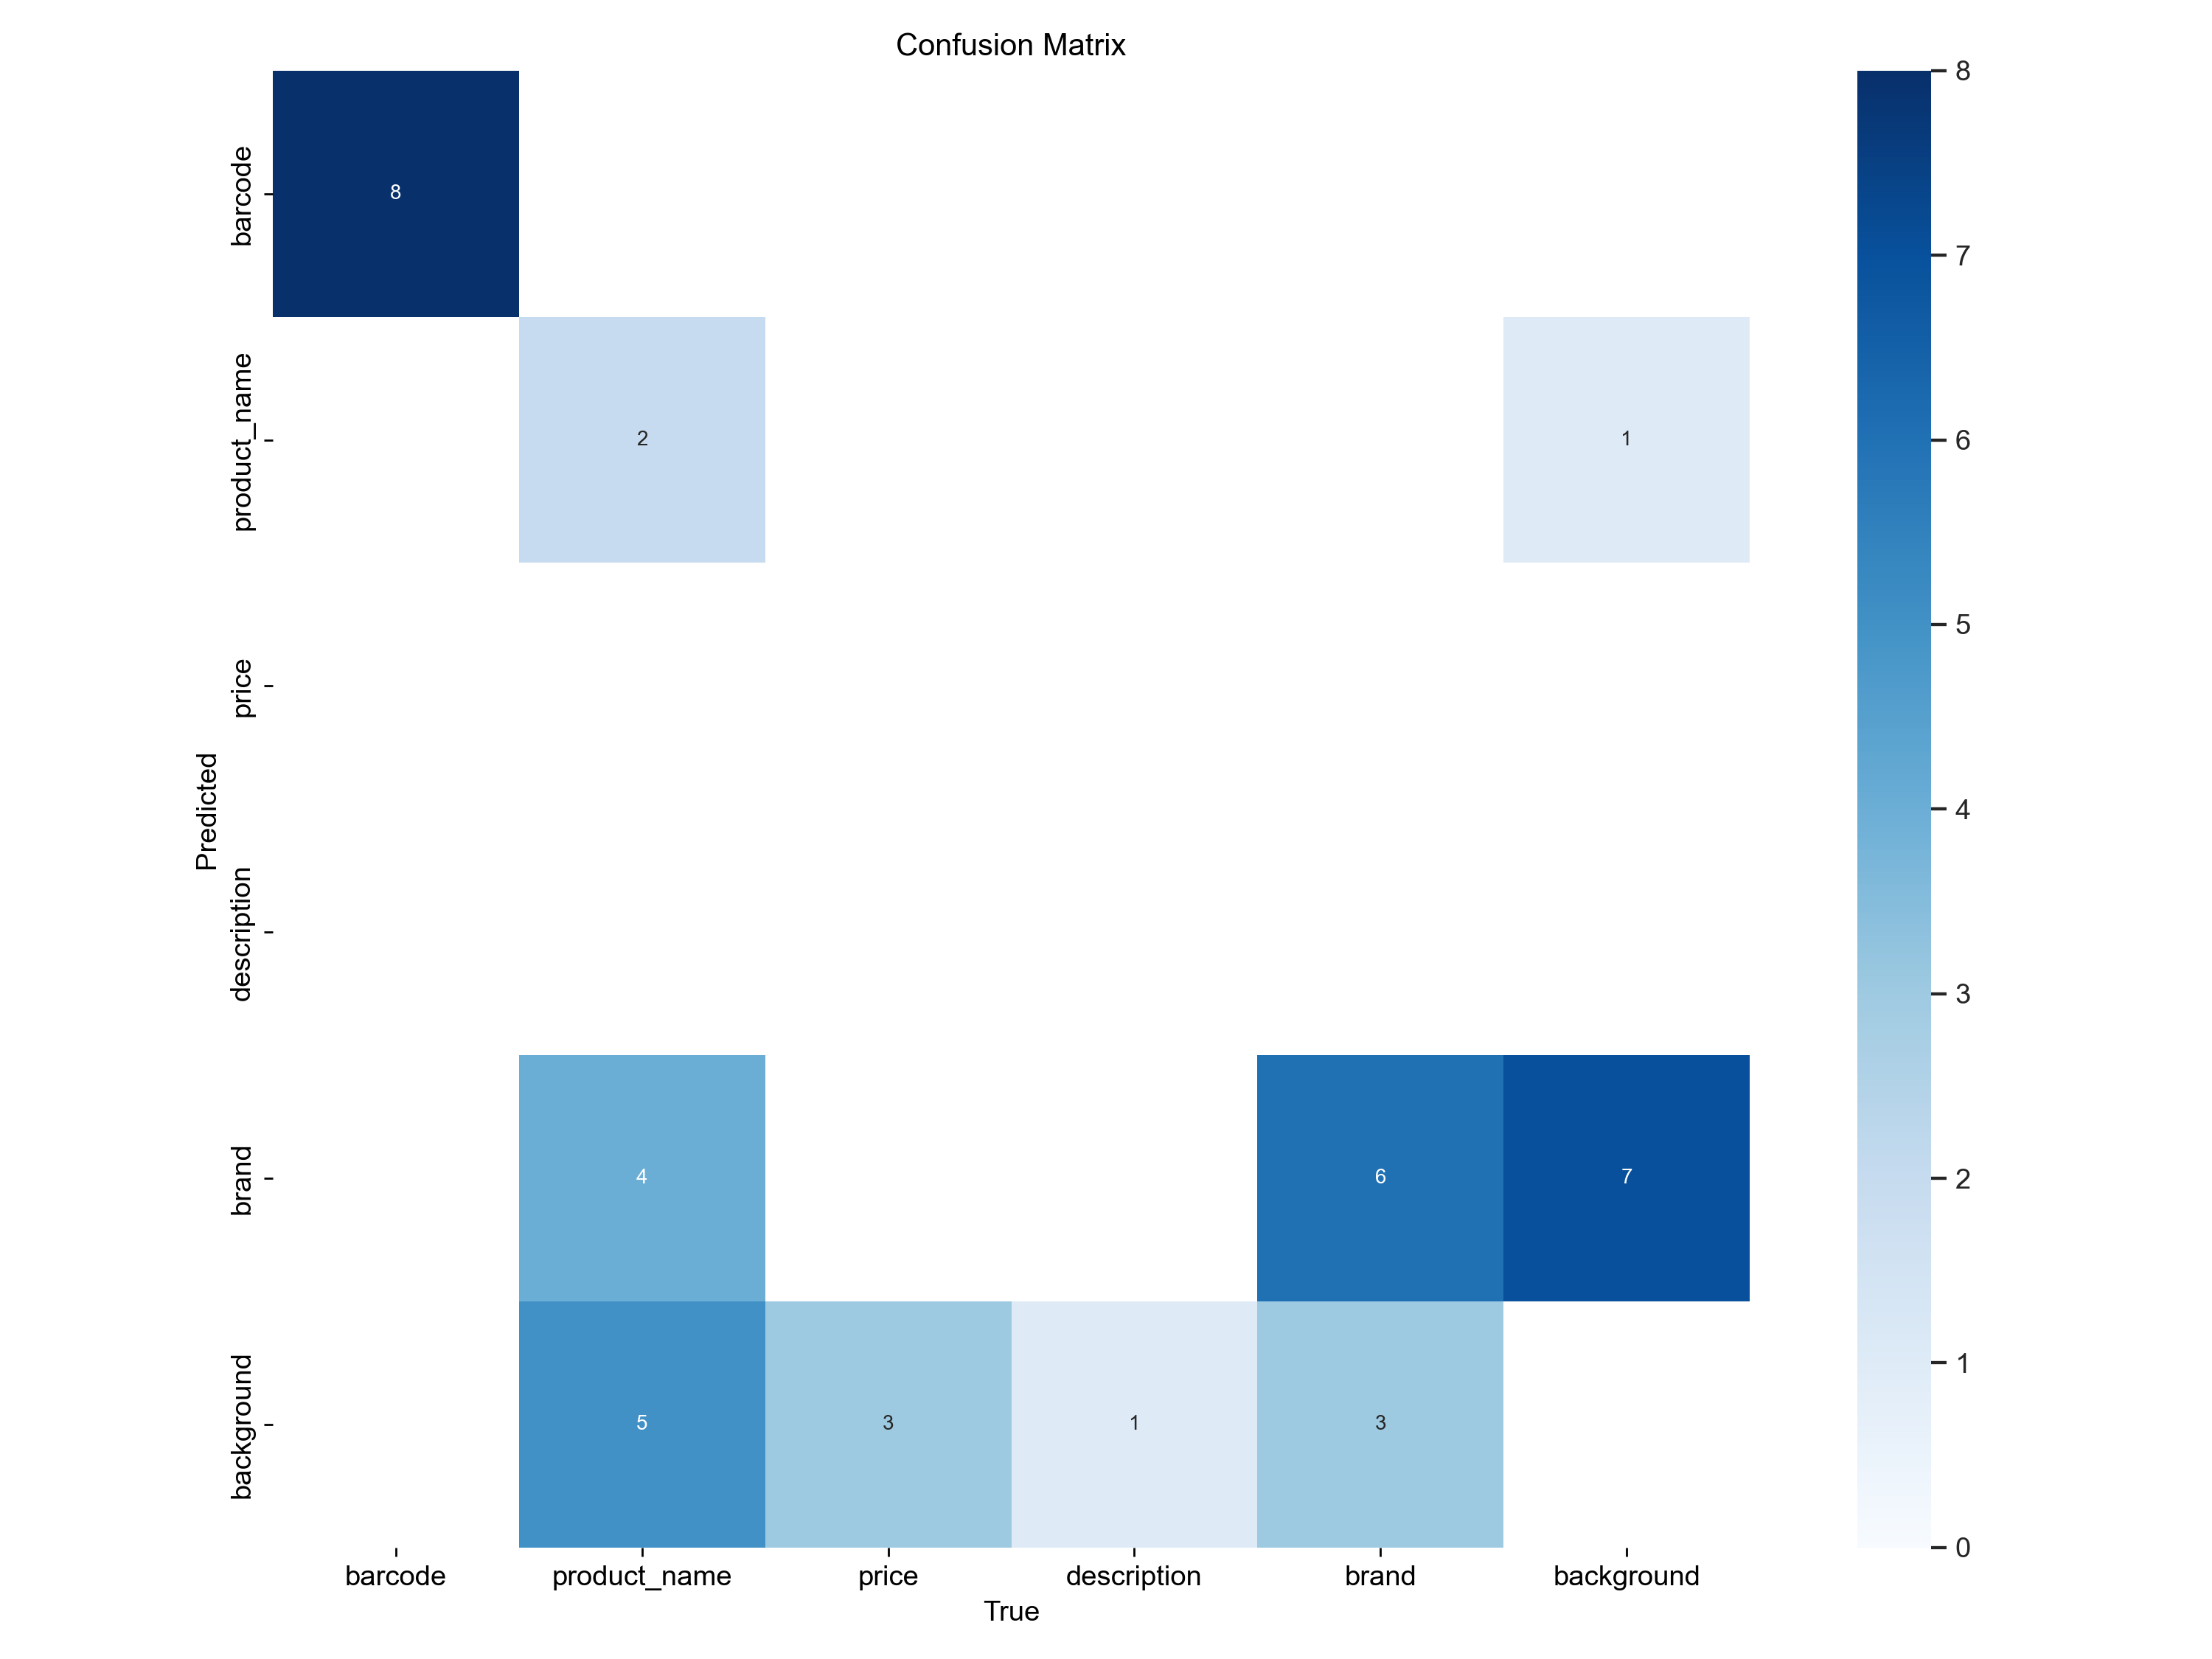 Confusion Matrix
barcode
8
product_name
2
1
price
description
brand
4
6
7
background
5
3
1
3
Predicted
barcode
product_name
price
description
brand
background
True
8
7
6
5
4
3
2
1
0